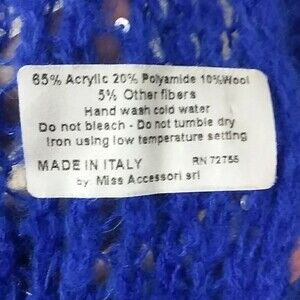 65% Acrylic 20% Polyamide 10% Wool
5% Other fibers
Hand wash cold water
Do not bleach - Do not tumble dry
Iron using low temperature setting
MADE IN ITALY RN 72755
by: Miss Accessori srl